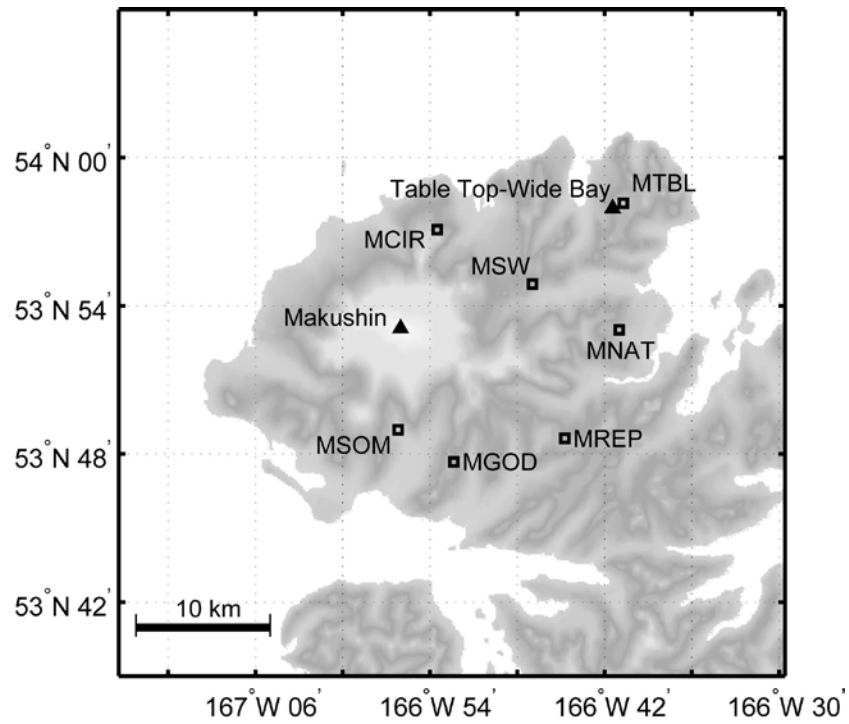 54°N 00'
Table Top-Wide Bay
MTBL
MCIR
MSW
53°N 54'
Makushin
MNAT
MSOM
MREP
53°N 48'
MGOD
53°N 42'
10 km
167°W 06'
166°W 54'
166°W 42'
166°W 30'